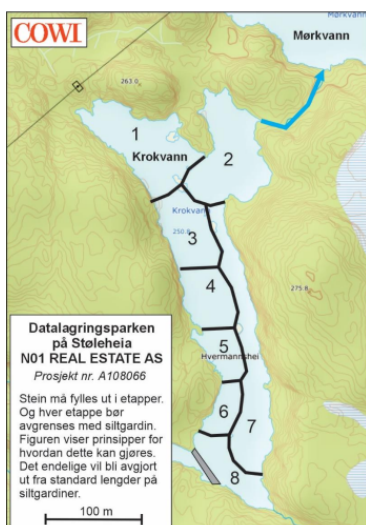 COWI
Mørkvann
263.0
1
2
Krokvann
Krokvann
3
250.0
4
275.8
5
Hvermannshei
6
7
8
Datalagringsparken
på Støleheia
N01 REAL ESTATE AS
Prosjekt nr. A108066
Stein må fylles ut i etapper.
Og hver etappe bør
avgrenses med siltgardin.
Figuren viser prinsipper for
hvordan dette kan gjøres.
Det endelige vil bli avgjort
ut fra standard lengder på
siltgardiner.
100 m